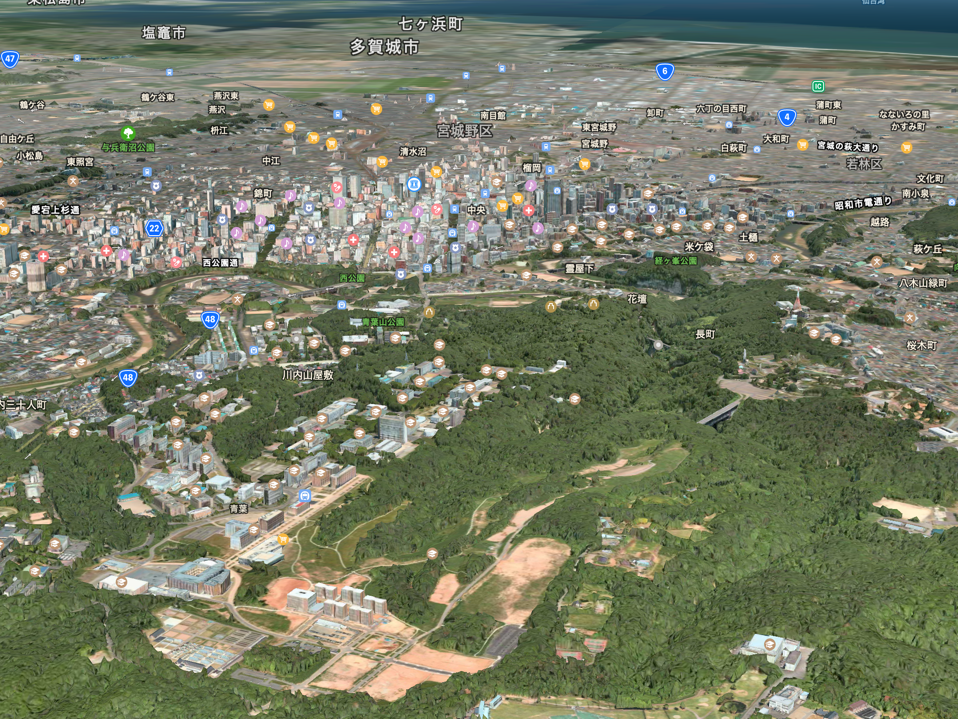 七ヶ浜町
塩竈市
多賀城市
47
6
IC
鶴ケ谷
鶴ケ谷東
燕沢東
燕沢
南目館
卸町
六丁の目西町
蒲町東
蒲町
4
なないろの里
かすみ町
自由ケ丘
枡江
宮城野区
東宮城野
大和町
与兵衛沼公園
小松島
東照宮
中江
清水沼
榴岡
宮城野
白萩町
宮城の萩大通り
若林区
文化町
錦町
愛宕上杉通
中央
昭和市電通り
南小泉
22
土樋
越路
米ケ袋
萩ケ丘
西公園通
西公園
霊屋下
経ヶ峯公園
八木山緑町
花壇
48
青葉山公園
長町
桜木町
川内山屋敷
48
青葉